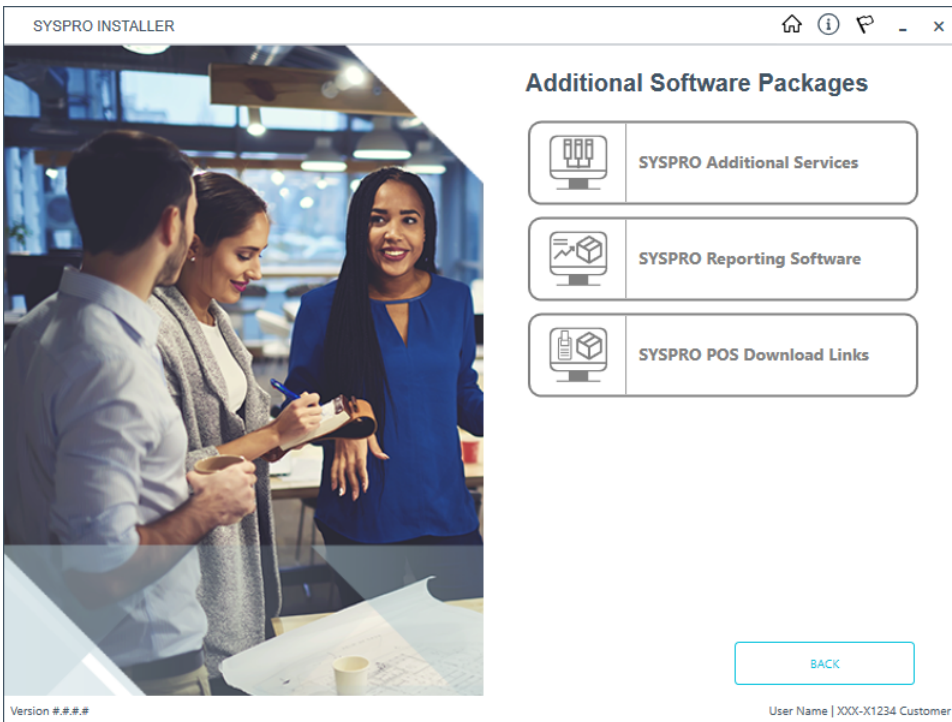 SYSPRO INSTALLER
Additional Software Packages
SYSPRO Additional Services
SYSPRO Reporting Software
SYSPRO POS Download Links
BACK
Version #.#.#.#
User Name | XXX-X1234 Customer